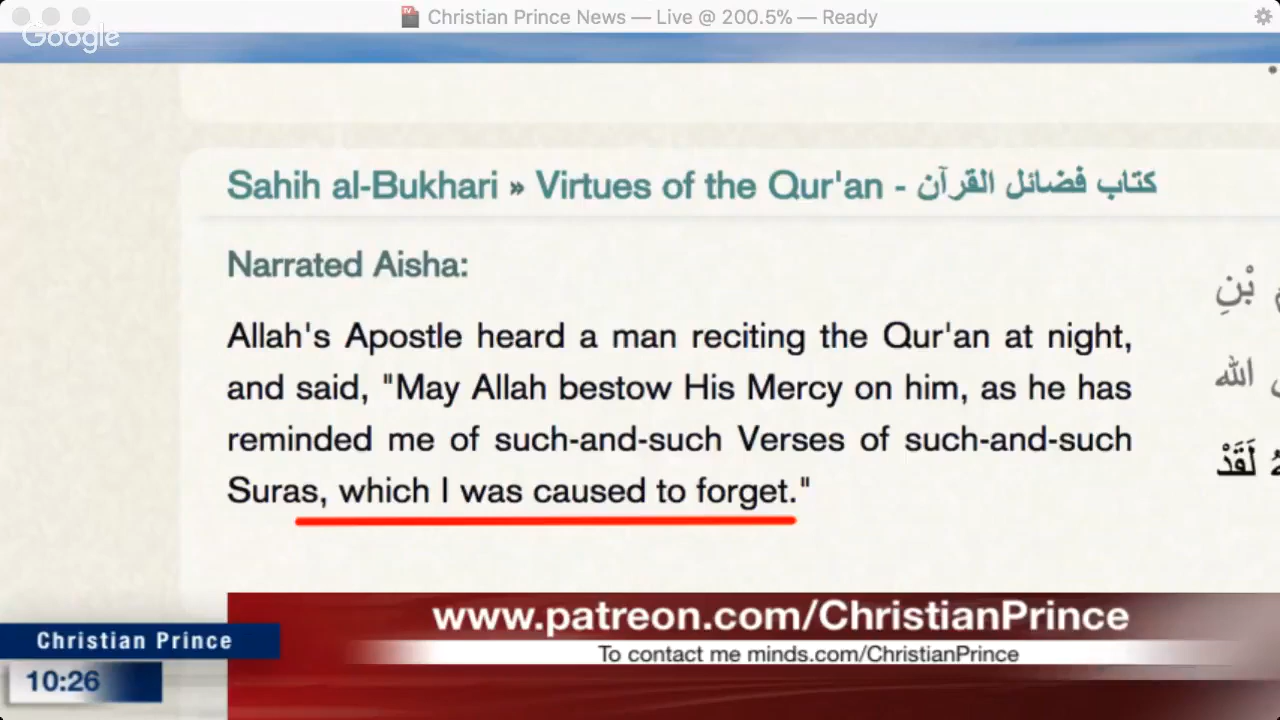 Christian Prince News — Live @ 200.5% — Ready
Google
Sahih al-Bukhari » Virtues of the Qur'an - كتاب فضائل القرآن
Narrated Aisha:
Allah's Apostle heard a man reciting the Qur'an at night,
and said, "May Allah bestow His Mercy on him, as he has
reminded me of such-and-such Verses of such-and-such
Suras, which I was caused to forget."
بْنِ
الله
لَقَدْ
www.patreon.com/ChristianPrince
To contact me minds.com/ChristianPrince
Christian Prince
10:26